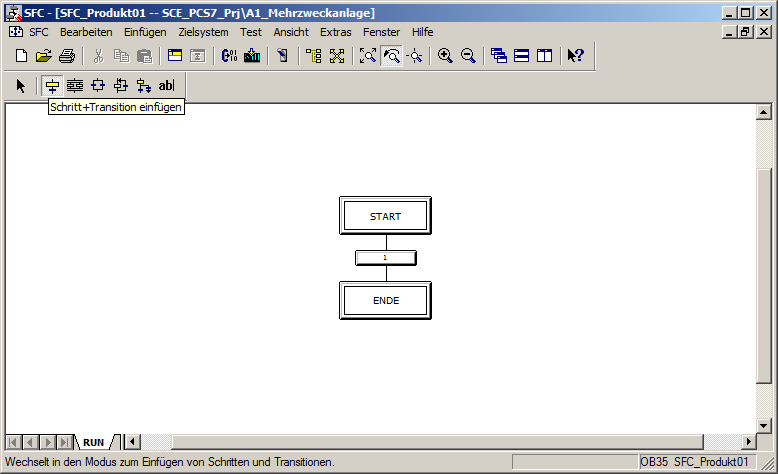 SFC - [SFC_Produkt01 -- SCE_PCS7_Prj\A1_Mehrzweckanlage]
SFC Bearbeiten Einfügen Zielsystem Test Ansicht Extras Fenster Hilfe
abl
Schritt+Transition einfügen
START
1
ENDE
RUN
Wechselt in den Modus zum Einfügen von Schritten und Transitionen. OB35 SFC_Produkt01